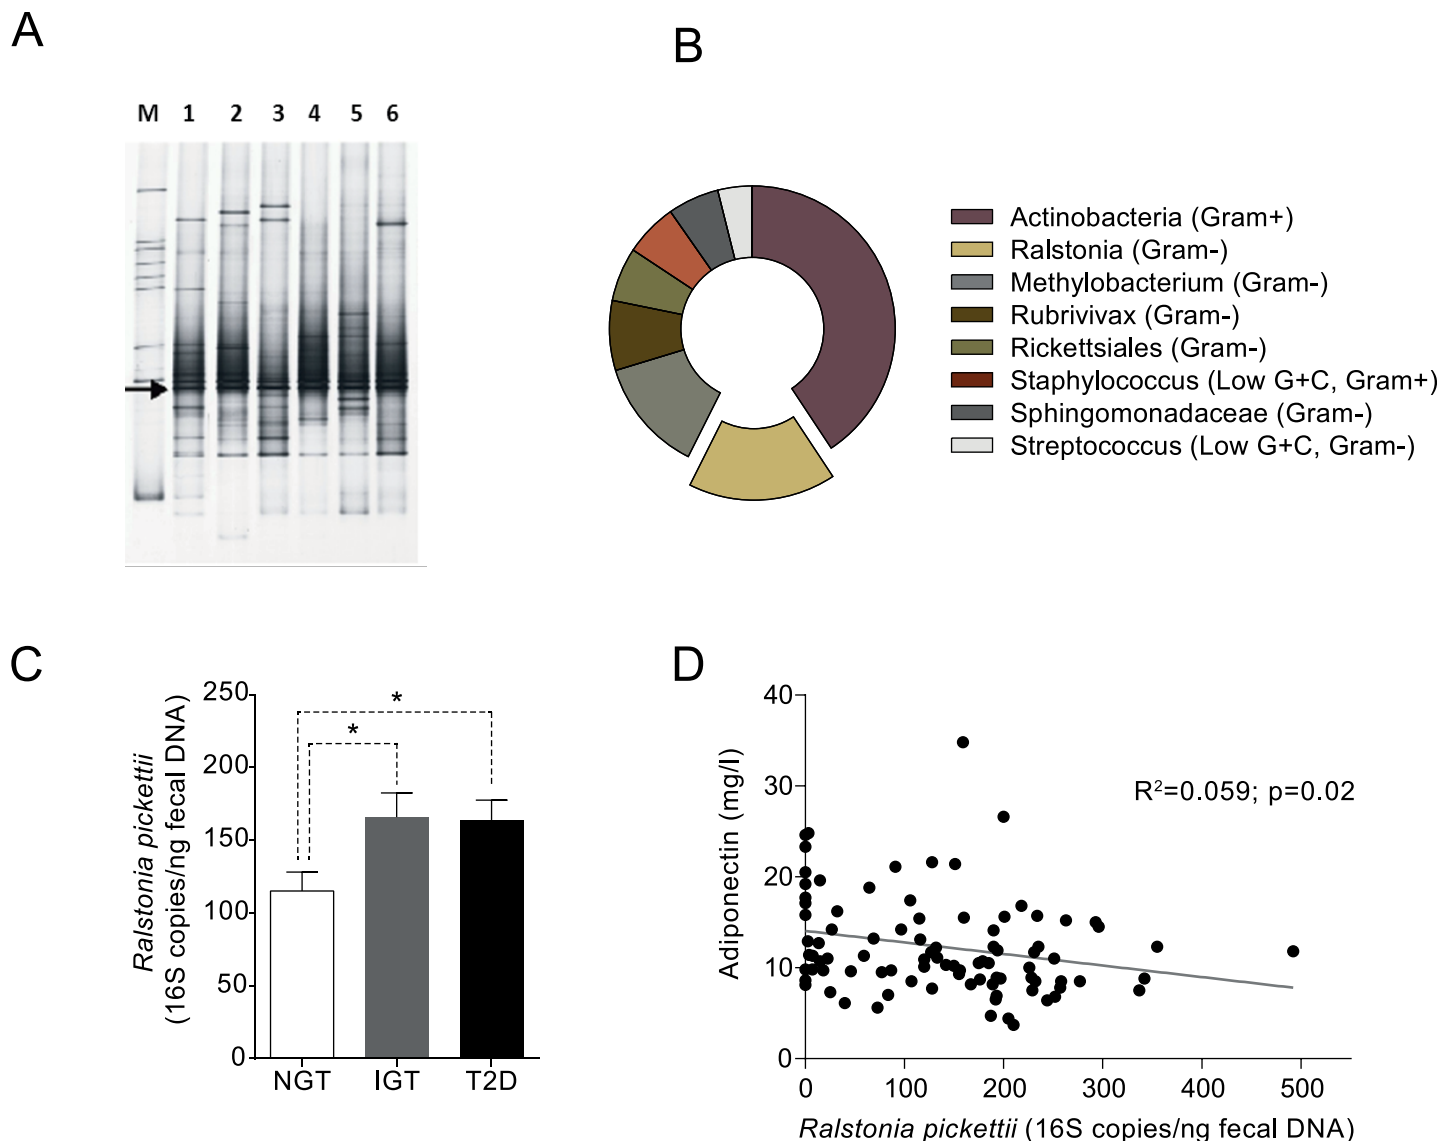 A
M 1 2 3 4 5 6
B
Actinobacteria (Gram+)
Ralstonia (Gram-)
Methylobacterium (Gram-)
Rubrivivax (Gram-)
Rickettsiales (Gram-)
Staphylococcus (Low G+C, Gram+)
Sphingomonadaceae (Gram-)
Streptococcus (Low G+C, Gram-)
C
Ralstonia pickettii
(16S copies/ng fecal DNA)
250
200
150
100
50
0
*
*
NGT IGT T2D
D
Adiponectin (mg/l)
40
30
20
10
0
R²=0.059; p=0.02
0 100 200 300 400 500
Ralstonia pickettii (16S copies/ng fecal DNA)